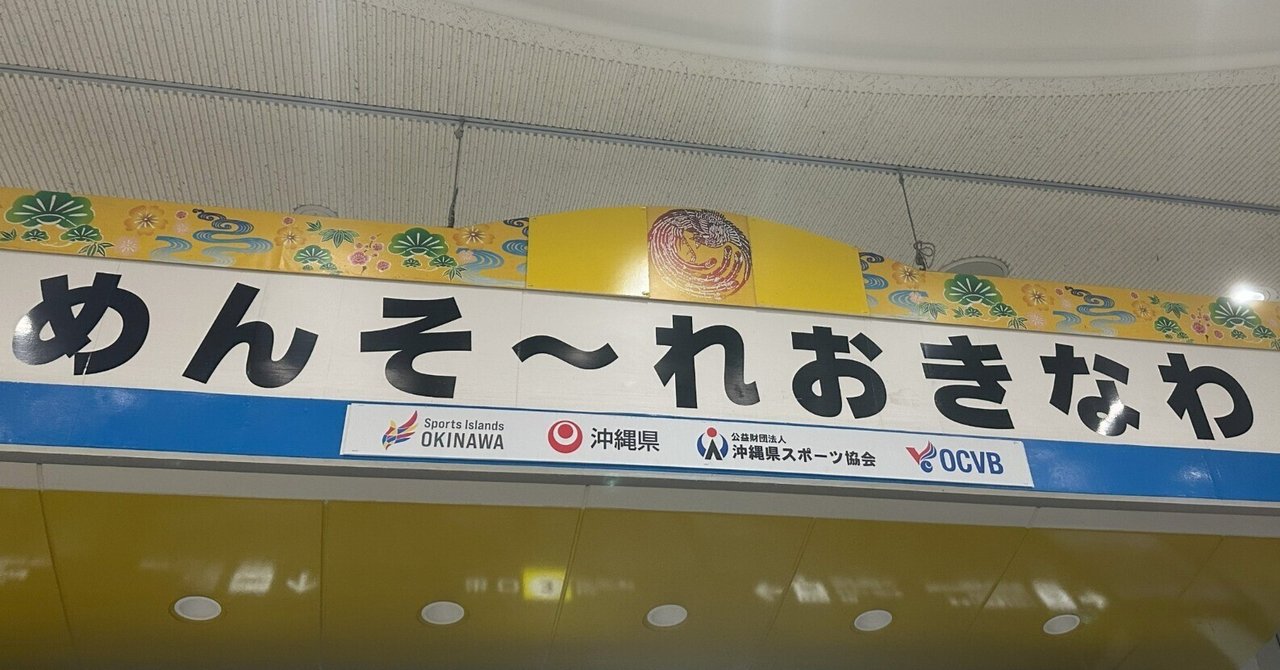 めんそ〜れおきなわ
Sports Islands
OKINAWA
沖縄県
公益財団法人
沖縄県スポーツ協会
OCVB
3